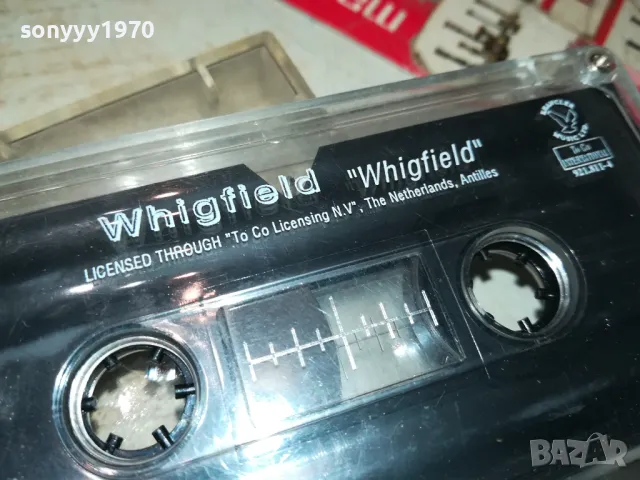 sonyyy1970
Whigfield "Whigfield"
LICENSED THROUGH "To Co Licensing N.V", The Netherlands, Antilles
BAZAR